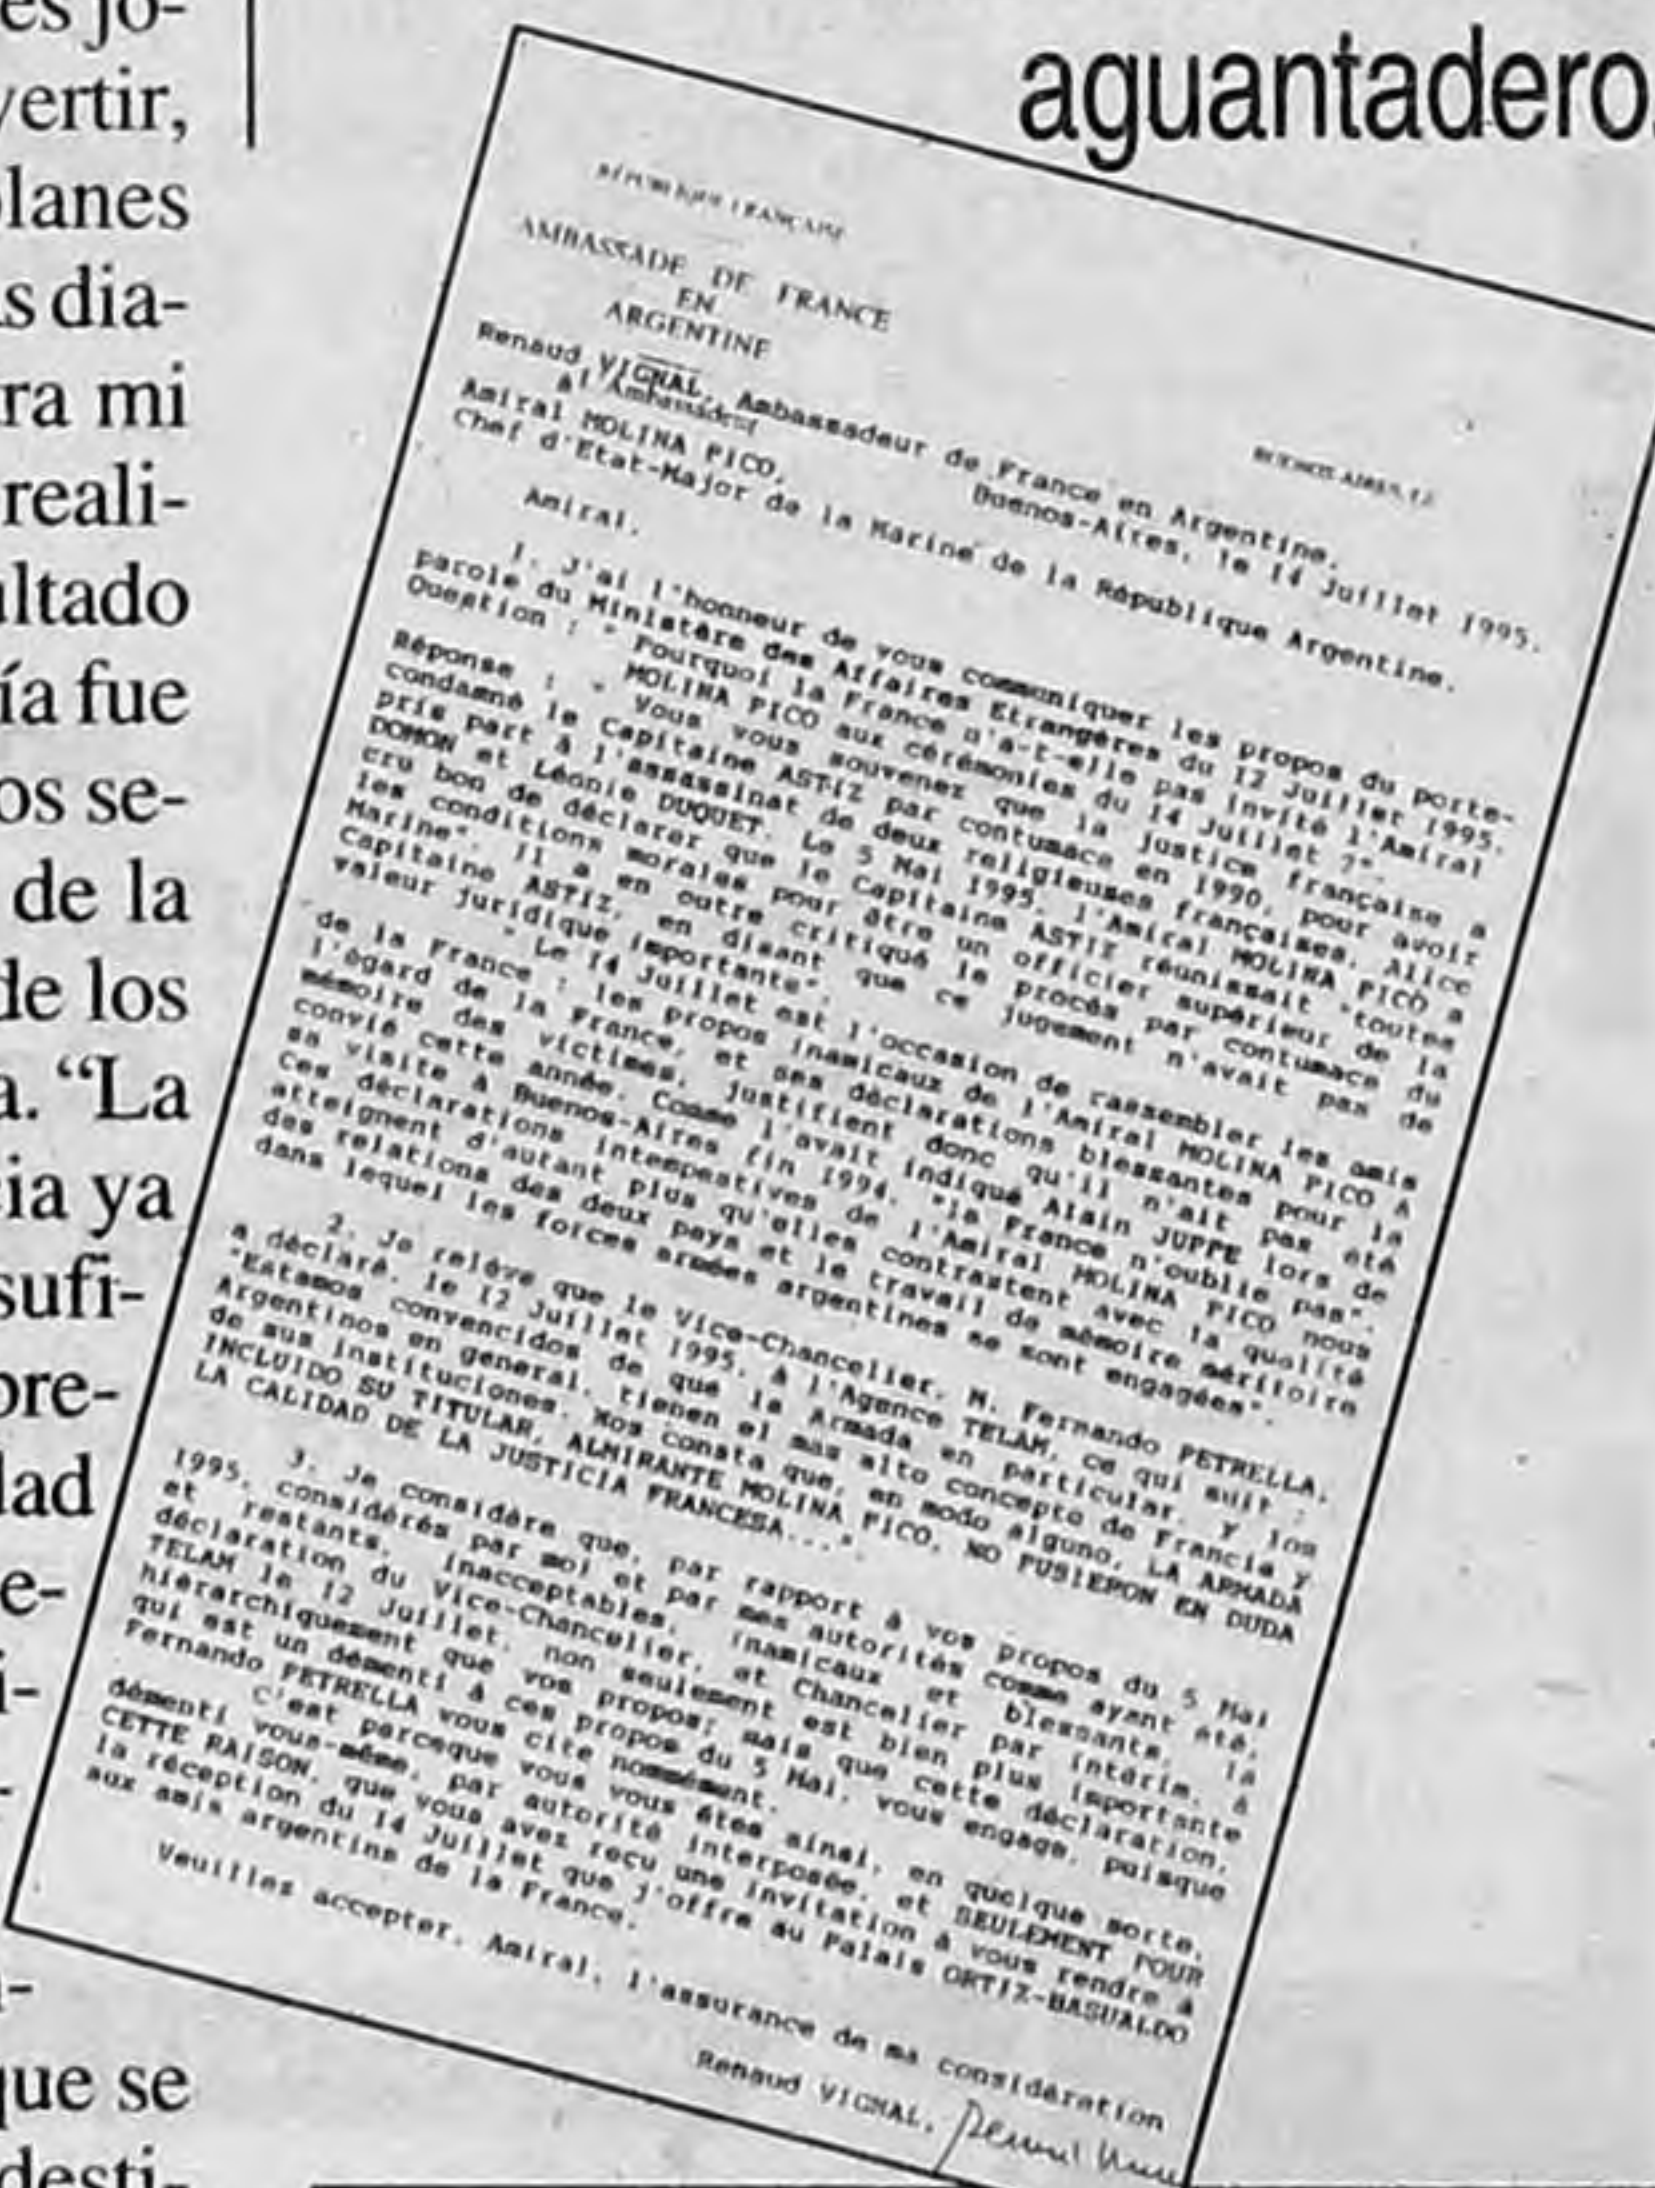 es jo-
vertir,
planes
as dia-
ra mi
reali-
ultado
ía fue
os se-
de la
de los
a. “La
cia ya
sufi-
pre-
dad
e-
i-
-
a-
que se
desti-
aguantadero.
RÉPUBLIQUE FRANÇAISE
AMBASSADE DE FRANCE
EN
ARGENTINE
BUENOS-AIRES, LE
Renaud VIGNAL, Ambassadeur de France en Argentine,
à
l'Ambassadeur
Buenos-Aires, le 14 Juillet 1995.
Amiral MOLINA PICO,
Chef d'Etat-Major de la Marine de la République Argentine.
Amiral,
1. J'ai l'honneur de vous communiquer les propos du porte-
parole du Ministère des Affaires Etrangères du 12 Juillet 1995.
Question : " Pourquoi la France n'a-t-elle pas invité l'Amiral
MOLINA PICO aux cérémonies du 14 Juillet ?".
Réponse : " Vous vous souvenez que la justice française a
condamné le Capitaine ASTIZ par contumace en 1990, pour avoir
pris part à l'assassinat de deux religieuses françaises, Alice
DOMON et Léonie DUQUET. Le 5 Mai 1995, l'Amiral MOLINA PICO a
cru bon de déclarer que le Capitaine ASTIZ réunissait "toutes
les conditions morales pour être un officier supérieur de la
Marine". Il a en outre critiqué le procès par contumace du
Capitaine ASTIZ, en disant que ce jugement n'avait pas de
valeur juridique importante".
" Le 14 Juillet est l'occasion de rassembler les amis
de la France : les propos inamicaux de l'Amiral MOLINA PICO à
l'égard de la France, et ses déclarations blessantes pour la
mémoire des victimes, justifient donc qu'il n'ait pas été
convié cette année. Comme l'avait indiqué Alain JUPPE lors de
sa visite à Buenos-Aires fin 1994, "la France n'oublie pas".
Ces déclarations intempestives de l'Amiral MOLINA PICO nous
atteignent d'autant plus qu'elles contrastent avec la qualité
des relations des deux pays et le travail de mémoire méritoire
dans lequel les forces armées argentines se sont engagées".
2. Je relève que le Vice-Chancelier, M. Fernando PETRELLA,
a déclaré, le 12 Juillet 1995, à l'Agence TELAM, ce qui suit :
"Estamos convencidos de que la Armada en particular, y los
Argentinos en general, tienen el mas alto concepto de Francia y
de sus instituciones. Nos consta que, en modo alguno, LA ARMADA
INCLUIDO SU TITULAR, ALMIRANTE MOLINA PICO, NO PUSIERON EN DUDA
LA CALIDAD DE LA JUSTICIA FRANCESA...".
3. Je considère que, par rapport à vos propos du 5 Mai
1995, considérés par moi et par mes autorités comme ayant été,
et restants, inacceptables, inamicaux et blessants, la
déclaration du Vice-Chancelier, et Chancelier par intérim, à
TELAM le 12 Juillet, non seulement est bien plus importante
hiérarchiquement que vos propos; mais que cette déclaration,
qui est un démenti à ces propos du 5 Mai, vous engage, puisque
Fernando PETRELLA vous cite nommément.
C'est parceque vous vous êtes ainsi, en quelque sorte,
démenti vous-même, par autorité interposée, et SEULEMENT POUR
CETTE RAISON, que vous avez reçu une invitation à vous rendre à
la réception du 14 Juillet que j'offre au Palais ORTIZ-BASUALDO
aux amis argentins de la France.
Veuilles accepter, Amiral, l'assurance de ma considération
Renaud VIGNAL.